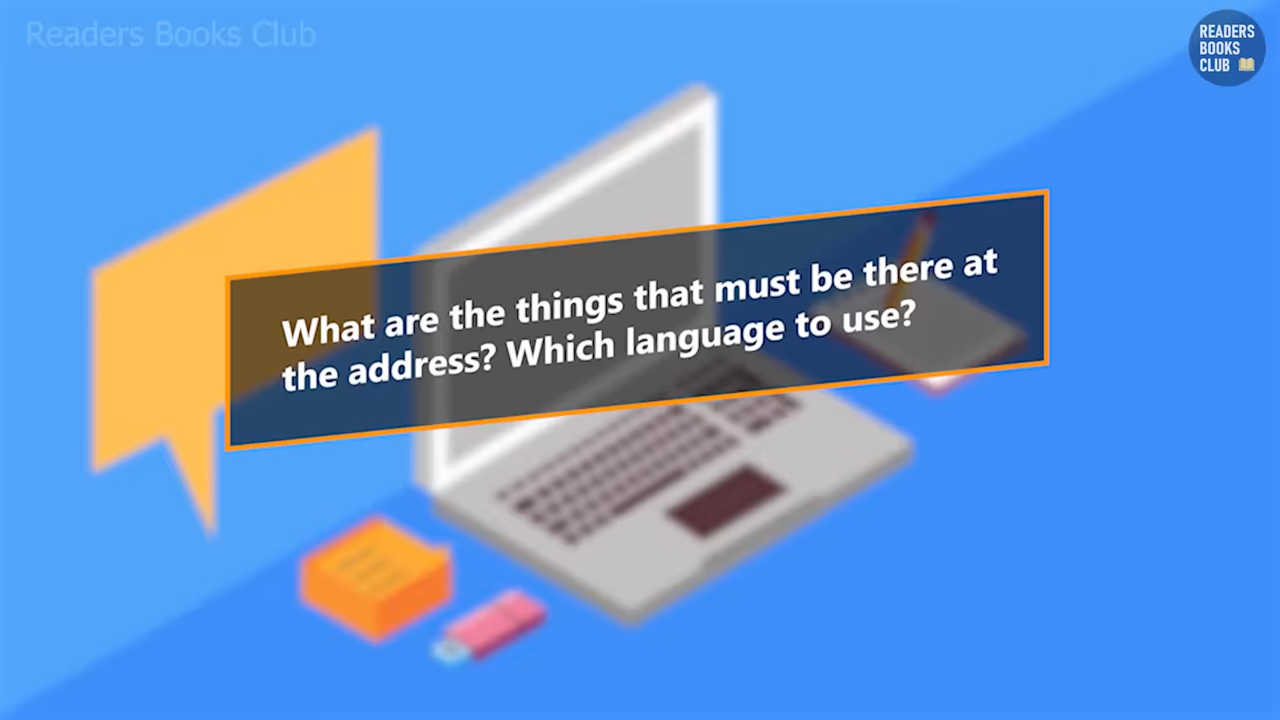 Readers Books Club
READERS
BOOKS
CLUB
What are the things that must be there at
the address? Which language to use?